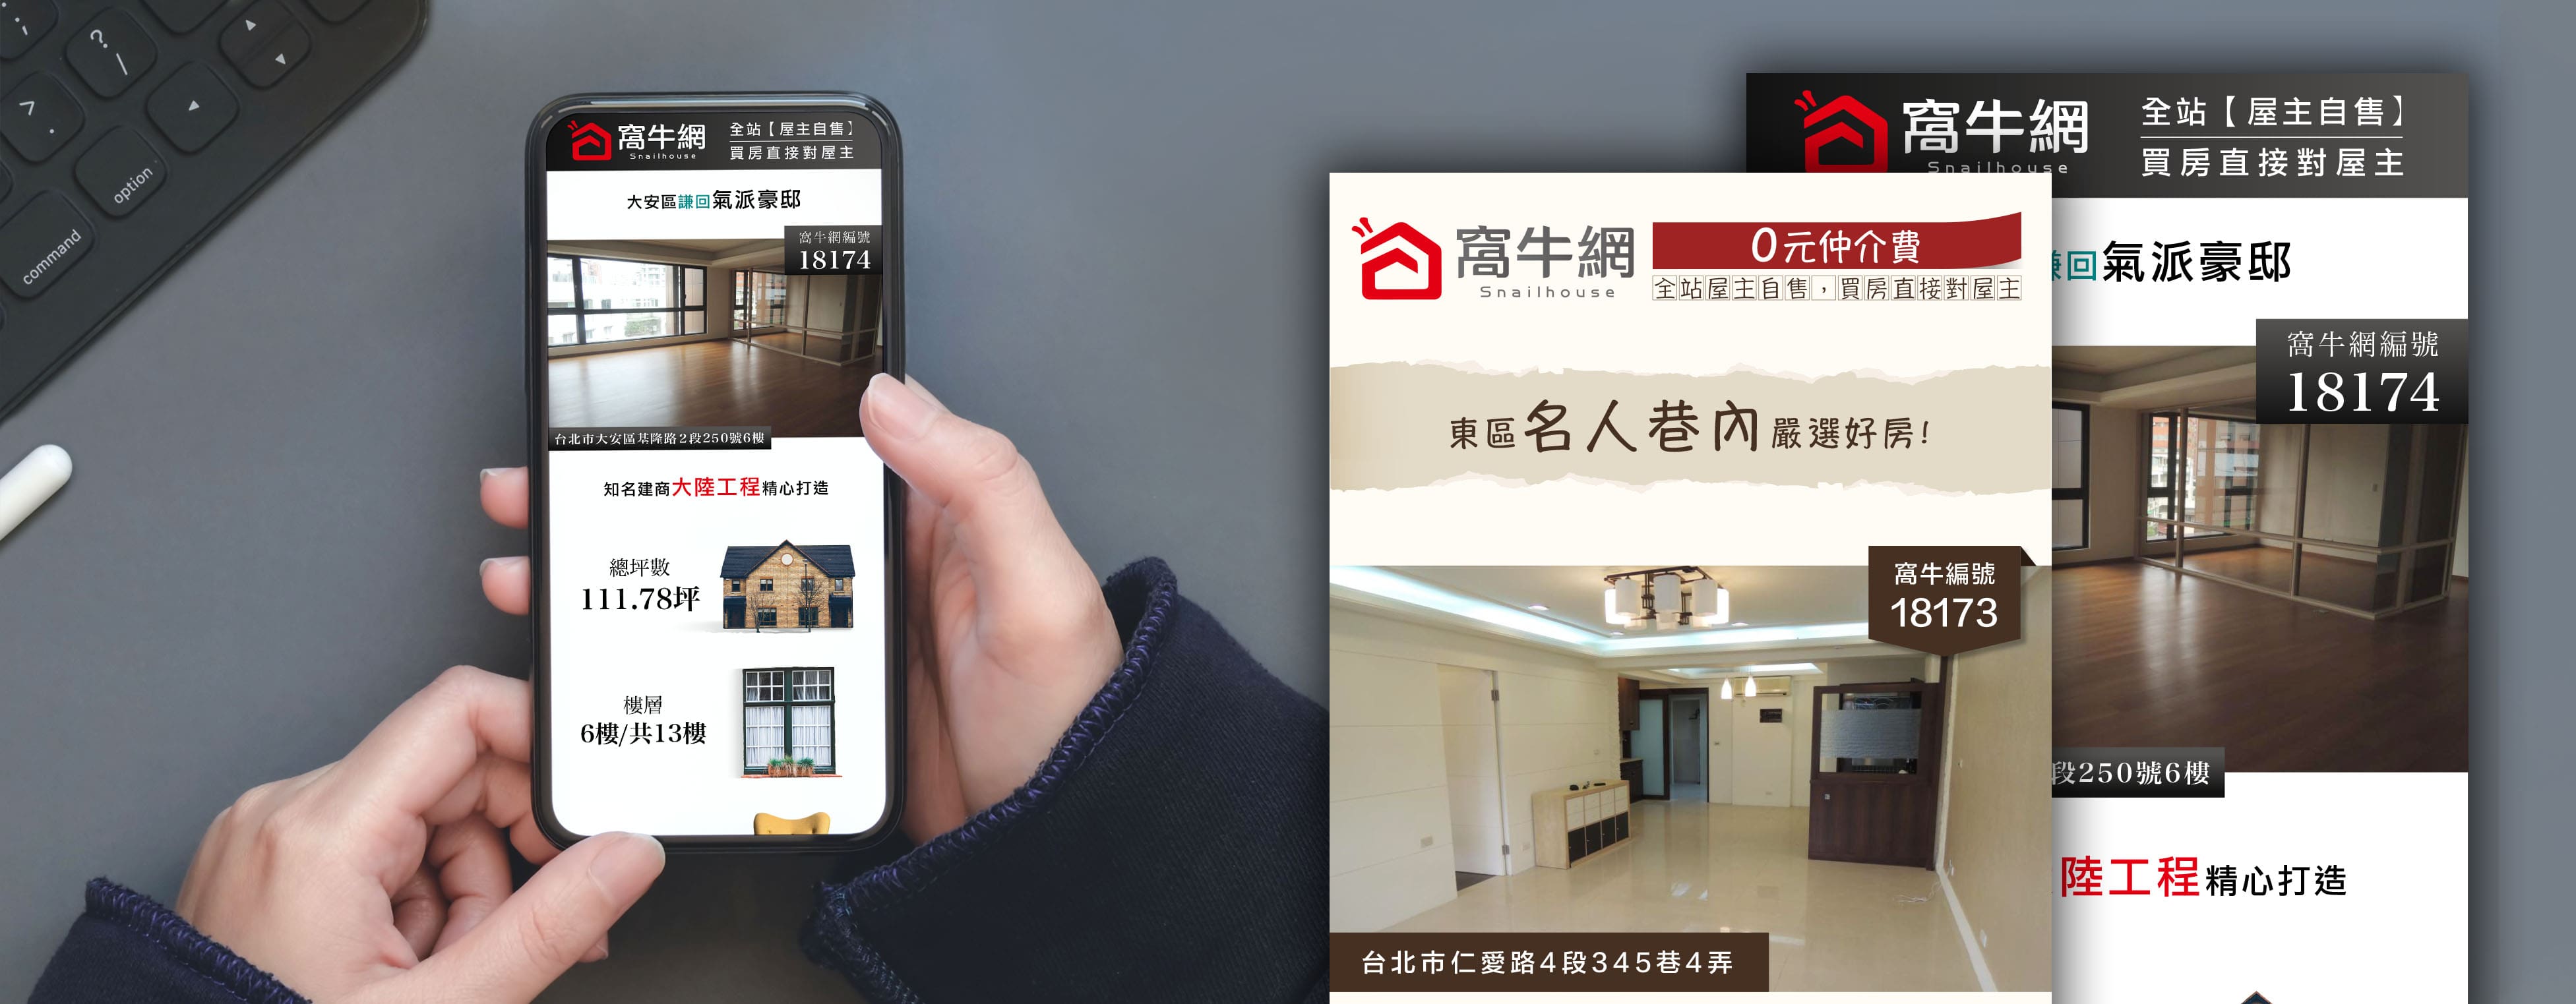 ?
/
>
.
option
command
窩牛網
Snailhouse
全站【屋主自售】
買房直接對屋主
大安區謙回氣派豪邸
窩牛網編號
18174
台北市大安區基隆路2段250號6樓
知名建商大陸工程精心打造
總坪數
111.78坪
樓層
6樓/共13樓
窩牛網
Snailhouse
0元仲介費
全站屋主自售，買房直接對屋主
東區名人巷內嚴選好房!
窩牛編號
18173
台北市仁愛路4段345巷4弄
窩牛網
Snailhouse
全站【屋主自售】
買房直接對屋主
回氣派豪邸
窩牛網編號
18174
段250號6樓
陸工程精心打造